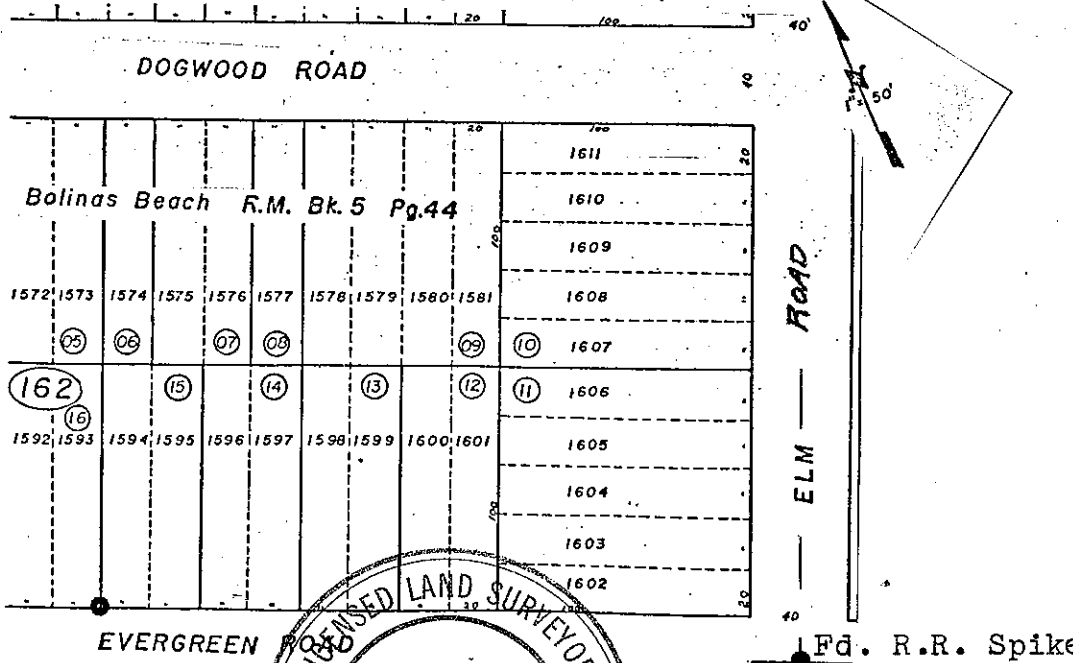 20 100 40'
DOGWOOD ROAD 40
50'
20 100
1611 20
Bolinas Beach R.M. Bk. 5 Pg. 44
1610
100
1609
1572 1573 1574 1575 1576 1577 1578 1579 1580 1581 1608
05 06 07 08 09 10 1607
ELM ROAD
162 15 14 13 12 11 1606
16
1592 1593 1594 1595 1596 1597 1598 1599 1600 1601 1605
1604
100
1603
1602
20 100 20
LAND SURVEYOR
40
EVERGREEN ROAD
Fd. R.R. Spike